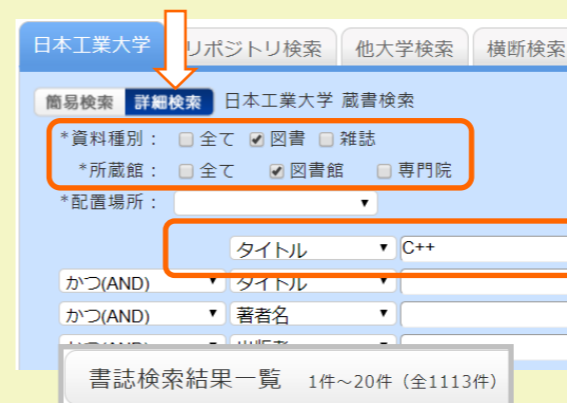 日本工業大学 リポジトリ検索 他大学検索 横断検索
簡易検索 詳細検索 日本工業大学 蔵書検索
*資料種別： 全て 図書 雑誌
*所蔵館： 全て 図書館 専門院
*配置場所：
タイトル C++
かつ(AND) タイトル
かつ(AND) 著者名
書誌検索結果一覧 1件～20件（全1113件）